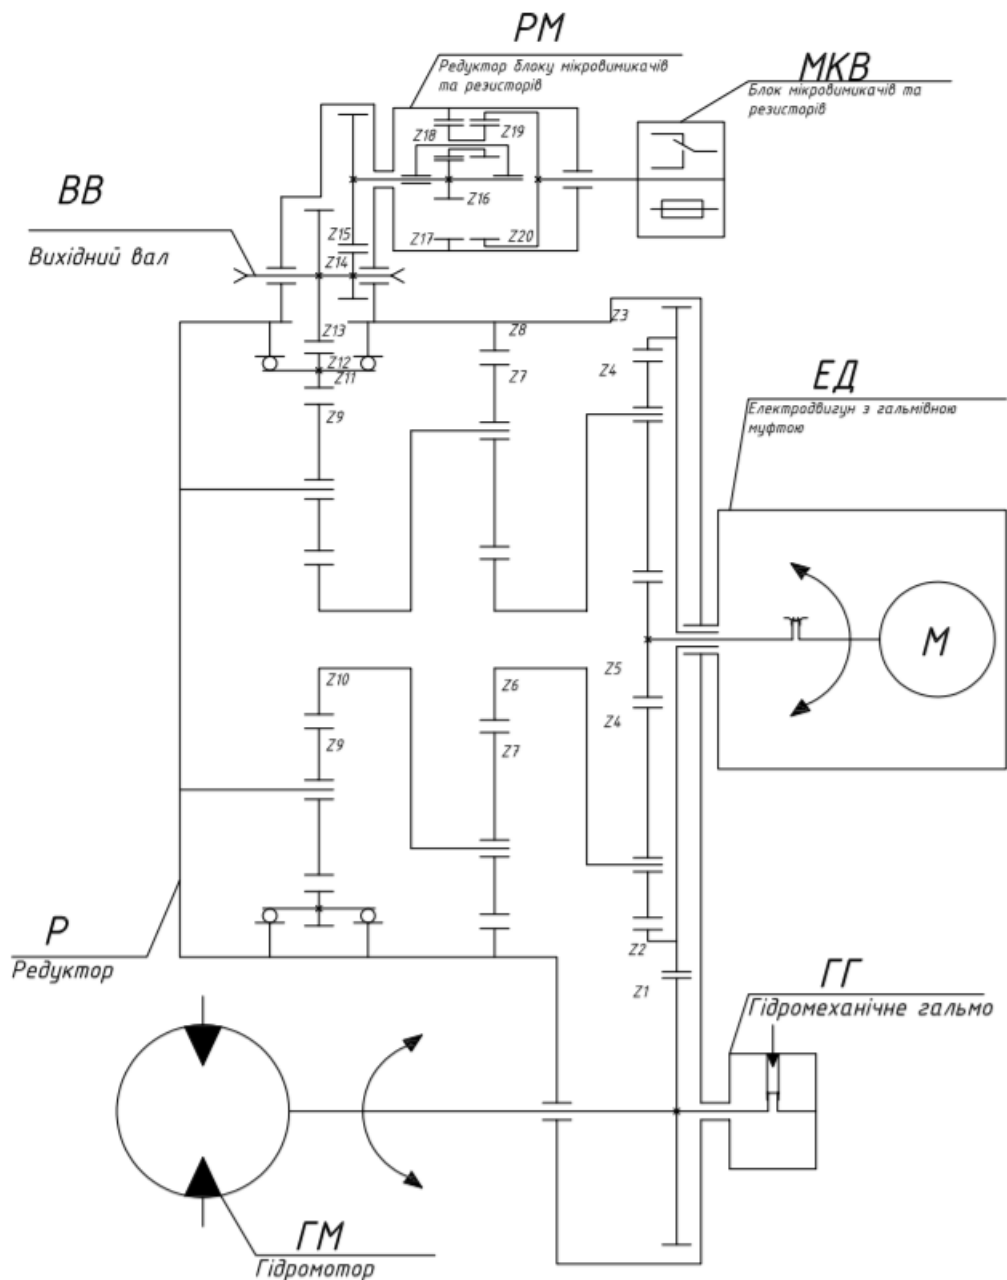 РМ
Редуктор блоку мікровимикачів
та резисторів
МКВ
Блок мікровимикачів та
резисторів
Z18
Z19
Z16
ВВ
Вихідний вал
Z15
Z17
Z20
Z14
Z13
Z12
Z11
Z9
Z8
Z7
Z3
Z4
ЕД
Електродвигун з гальмівною
муфтою
М
Z10
Z9
Z6
Z7
Z5
Z4
Р
Редуктор
Z2
Z1
ГГ
Гідромеханічне гальмо
ГМ
Гідромотор